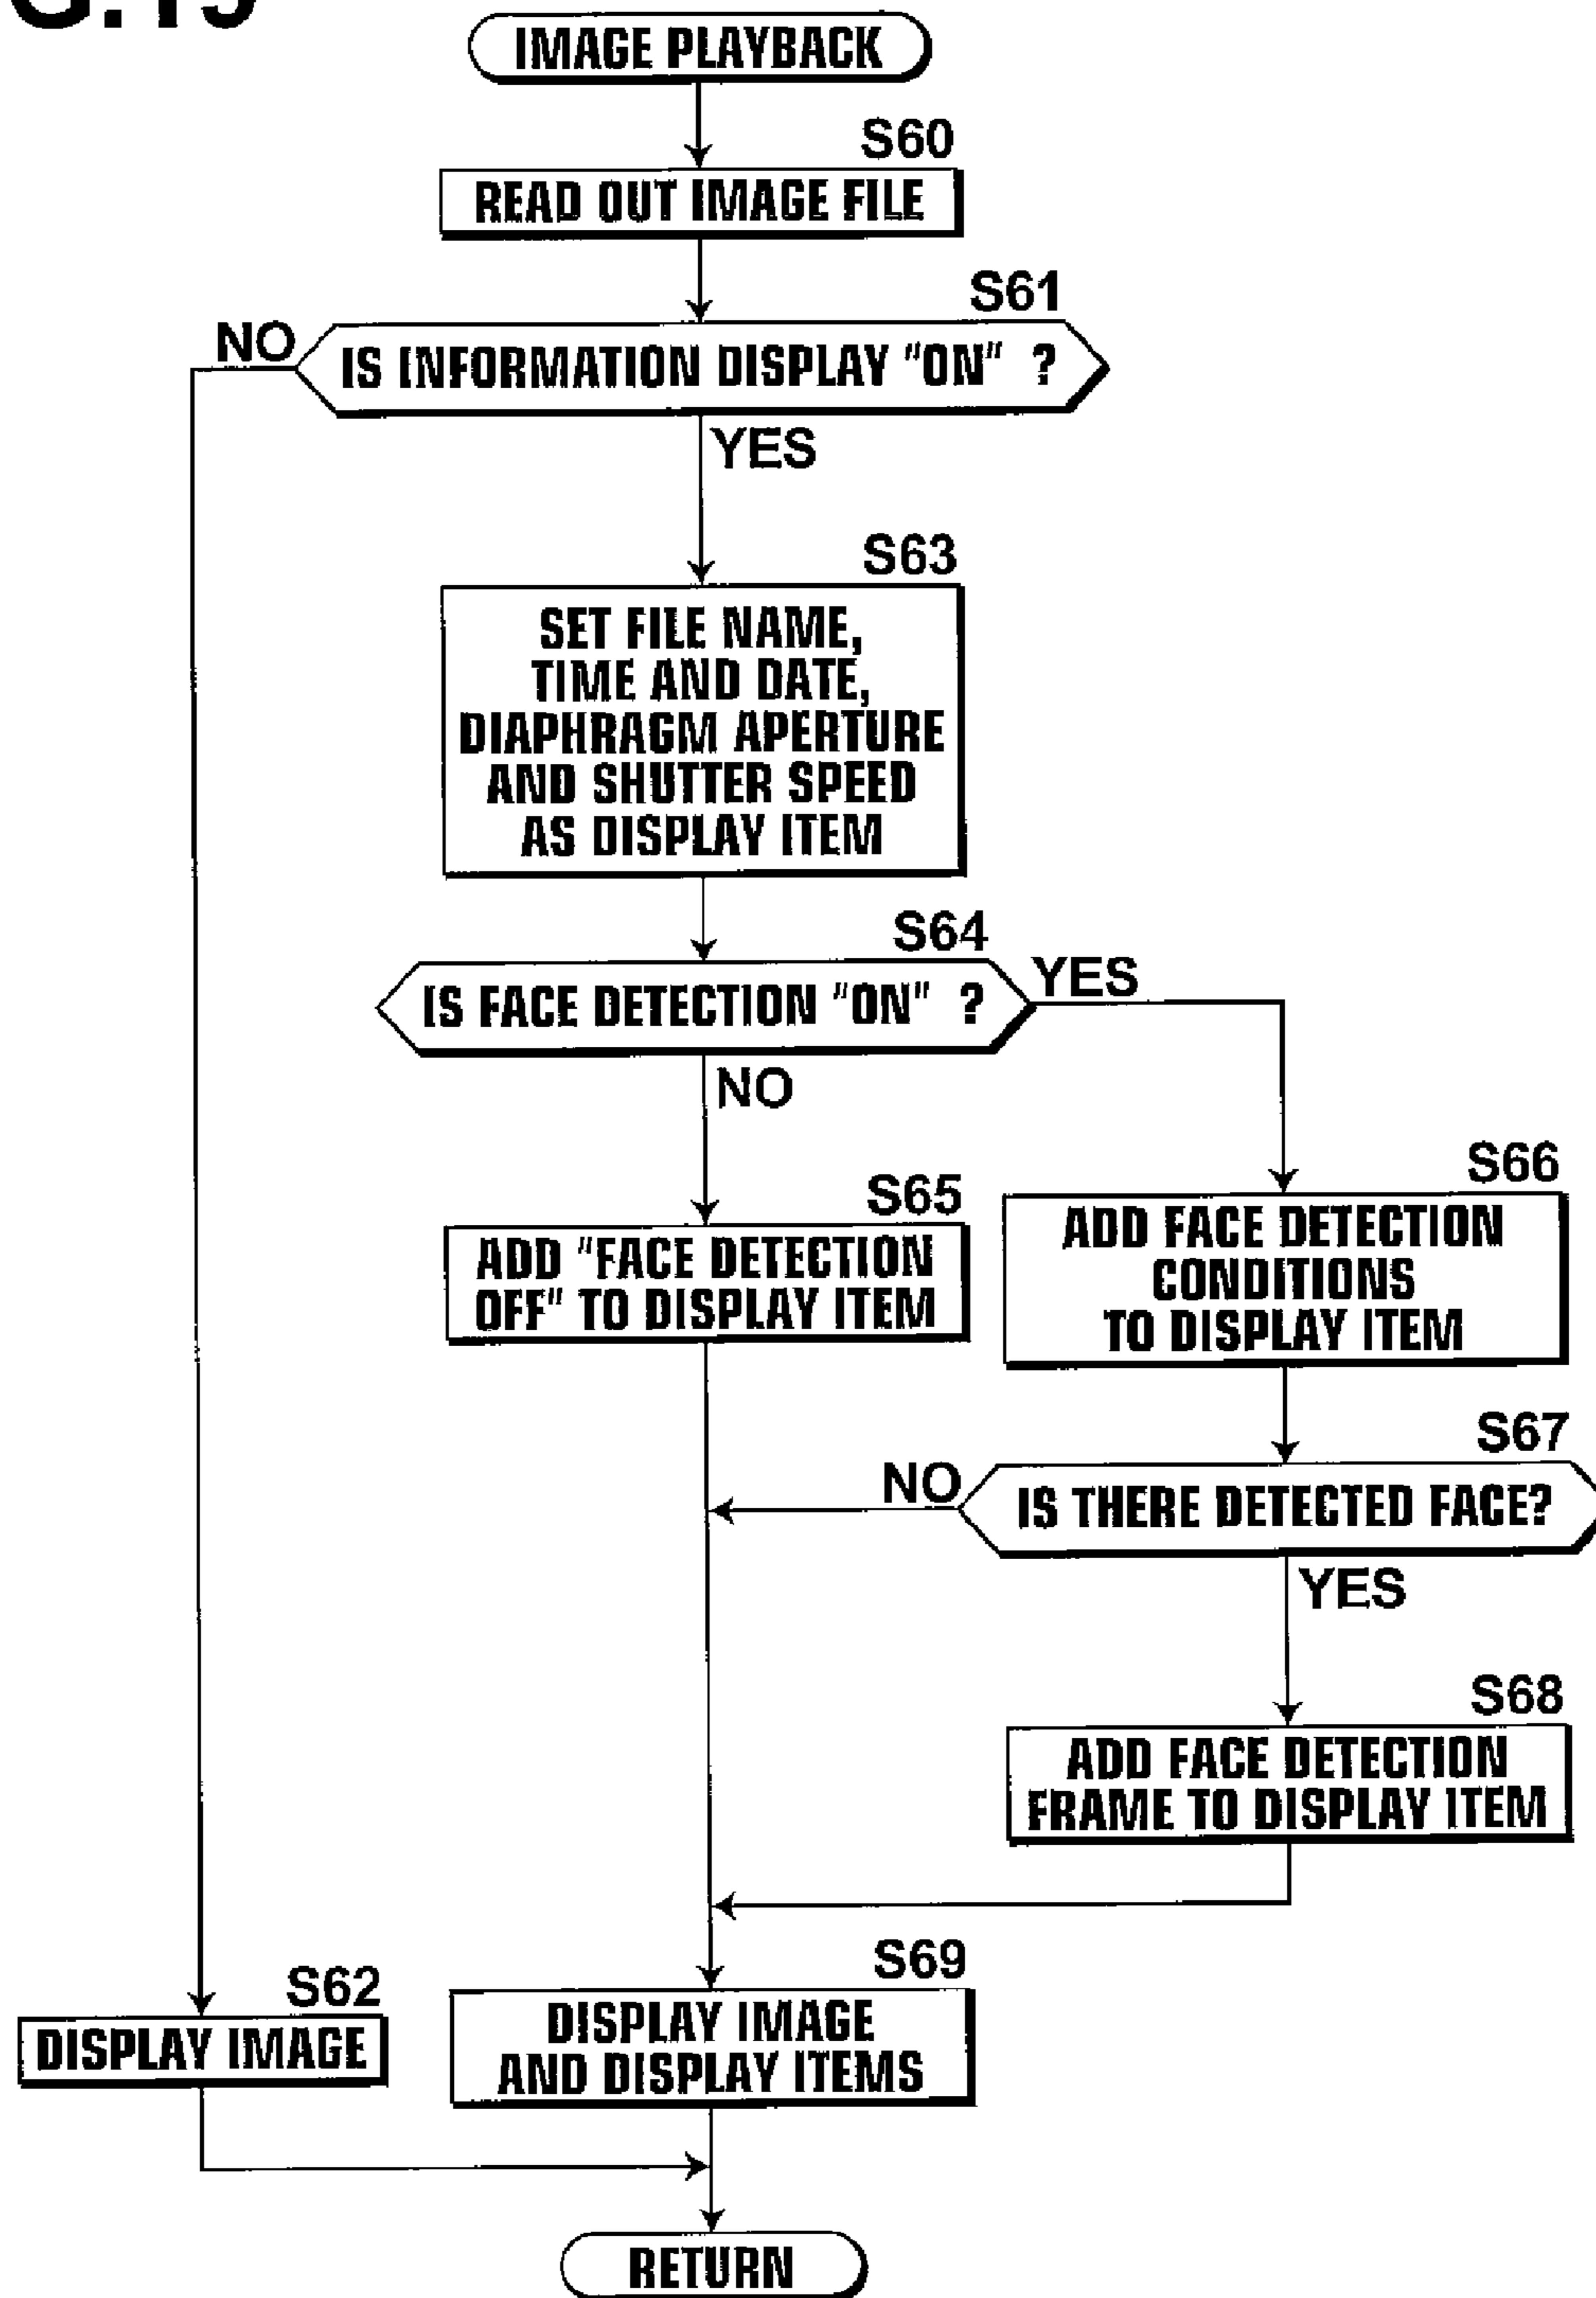 G.19
IMAGE PLAYBACK
S60
READ OUT IMAGE FILE
S61
NO
IS INFORMATION DISPLAY "ON" ?
YES
S63
SET FILE NAME,
TIME AND DATE,
DIAPHRAGM APERTURE
AND SHUTTER SPEED
AS DISPLAY ITEM
S64
IS FACE DETECTION "ON" ?
YES
NO
S65
ADD "FACE DETECTION
OFF" TO DISPLAY ITEM
S66
ADD FACE DETECTION
CONDITIONS
TO DISPLAY ITEM
S67
NO
IS THERE DETECTED FACE?
YES
S68
ADD FACE DETECTION
FRAME TO DISPLAY ITEM
S62
DISPLAY IMAGE
S69
DISPLAY IMAGE
AND DISPLAY ITEMS
RETURN